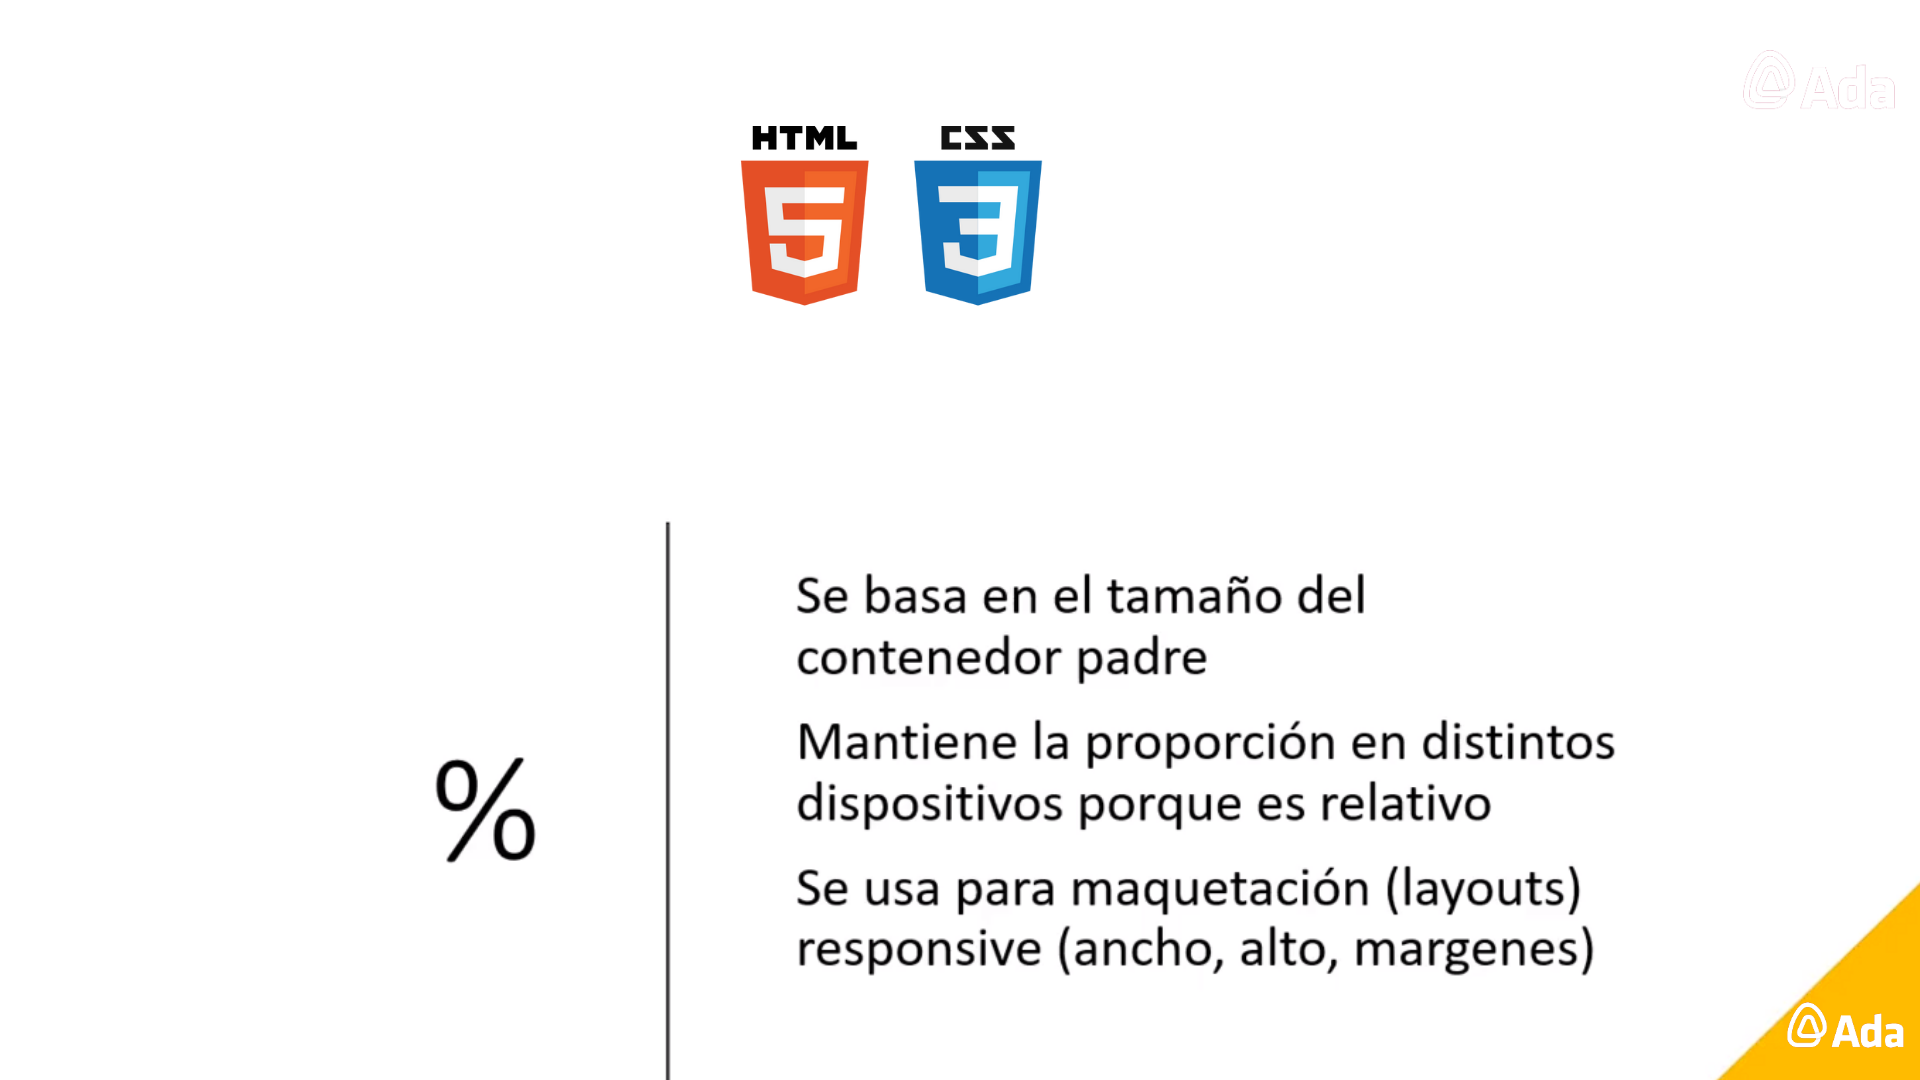 Ada
HTML CSS
5 3
%
Se basa en el tamaño del
contenedor padre
Mantiene la proporción en distintos
dispositivos porque es relativo
Se usa para maquetación (layouts)
responsive (ancho, alto, margenes)
Ada